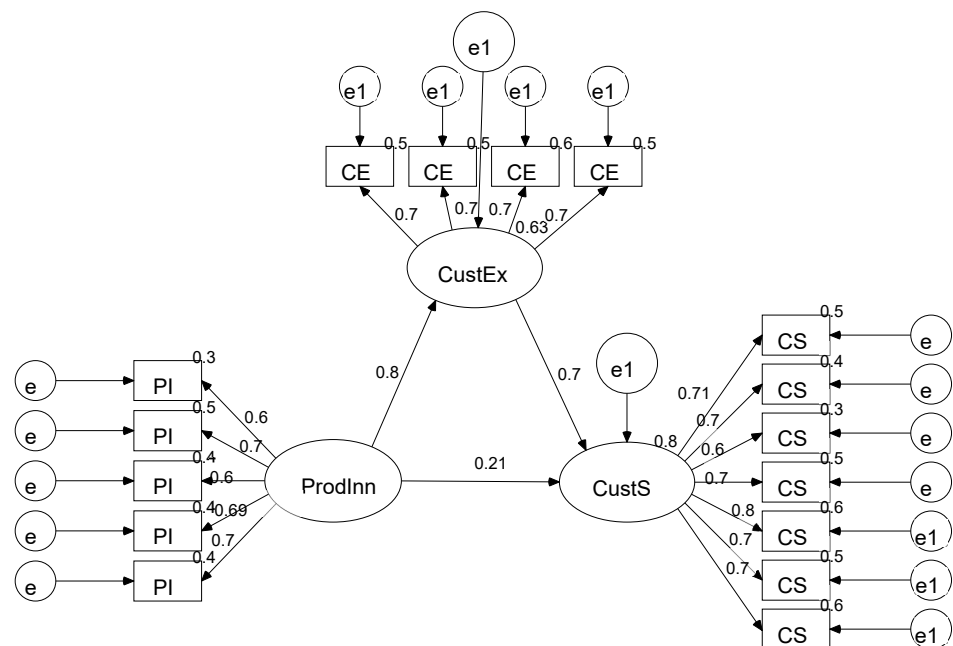 e1
e1 e1 e1 e1
0.5 0.5 0.6 0.5
CE CE CE CE
0.7 0.7 0.7 0.63 0.7
CustEx
0.8
0.7
e1
0.21
ProdInn
CustS
0.8
e PI 0.3
e PI 0.5
e PI 0.4
e PI 0.4
e PI 0.4
0.6
0.7
0.6
0.69
0.7
0.71
0.7
0.6
0.7
0.8
0.7
0.7
0.5 CS e
0.4 CS e
0.3 CS e
0.5 CS e
0.6 CS e1
0.5 CS e1
0.6 CS e1